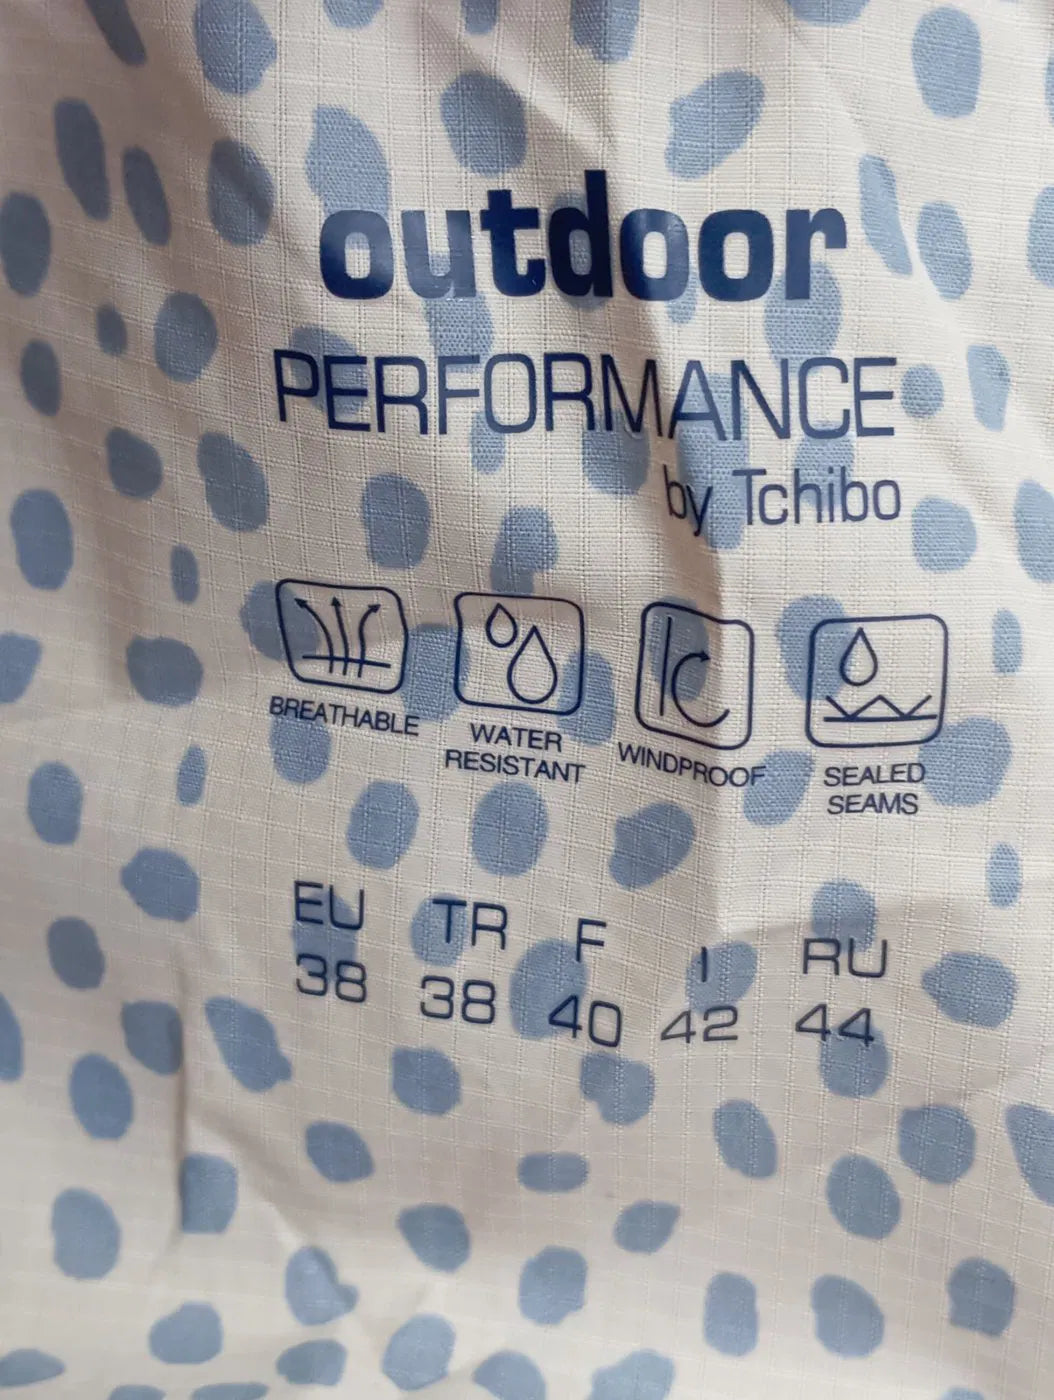 outdoor
PERFORMANCE
by Tchibo
BREATHABLE
WATER
RESISTANT
WINDPROOF
SEALED
SEAMS
EU TR F I RU
38 38 40 42 44